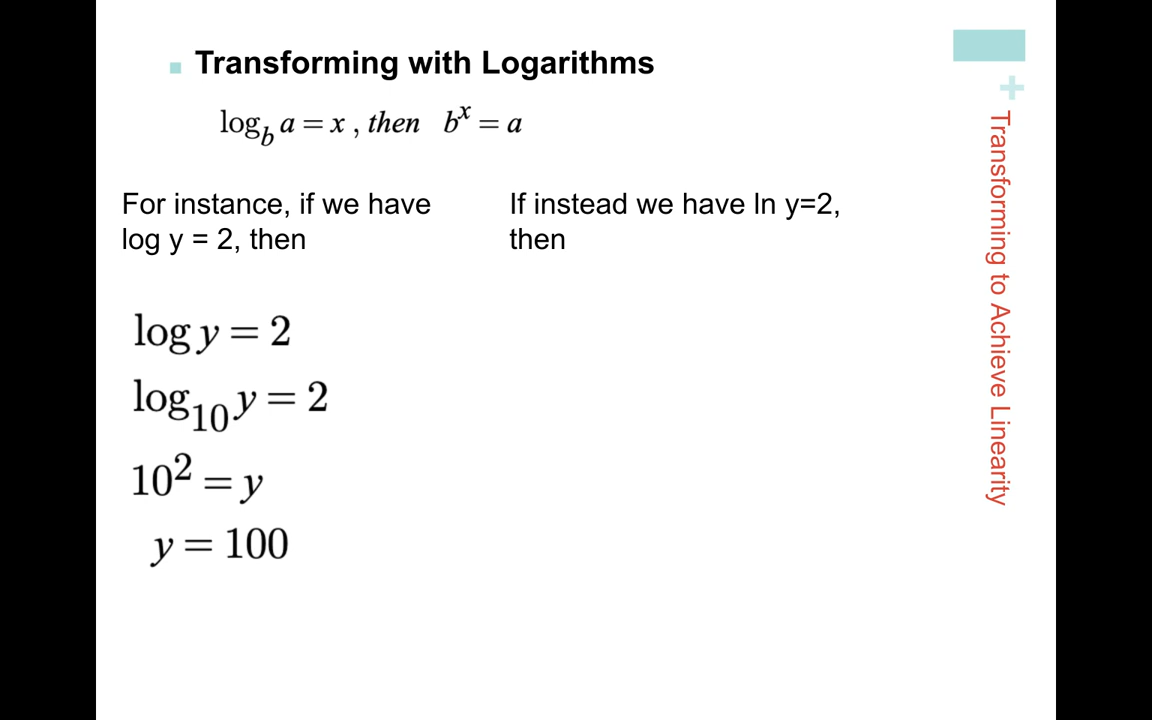 Transforming with Logarithms
log_b a = x , then b^x = a
For instance, if we have
log y = 2, then
log y = 2
log_10 y = 2
10^2 = y
y = 100
If instead we have ln y=2,
then
+ Transforming to Achieve Linearity